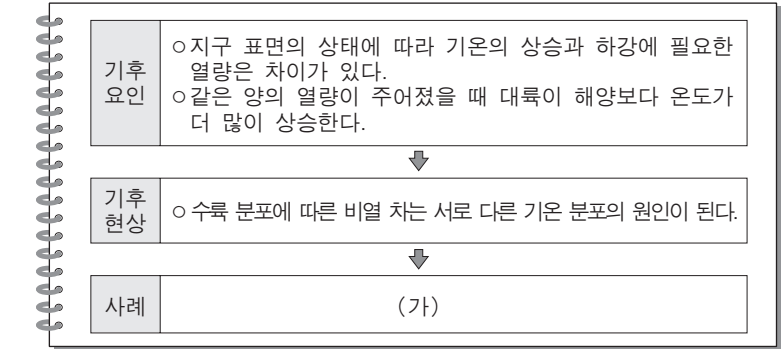 기후
요인
○ 지구 표면의 상태에 따라 기온의 상승과 하강에 필요한
열량은 차이가 있다.
○ 같은 양의 열량이 주어졌을 때 대륙이 해양보다 온도가
더 많이 상승한다.
기후
현상
○ 수륙 분포에 따른 비열 차는 서로 다른 기온 분포의 원인이 된다.
사례
(가)